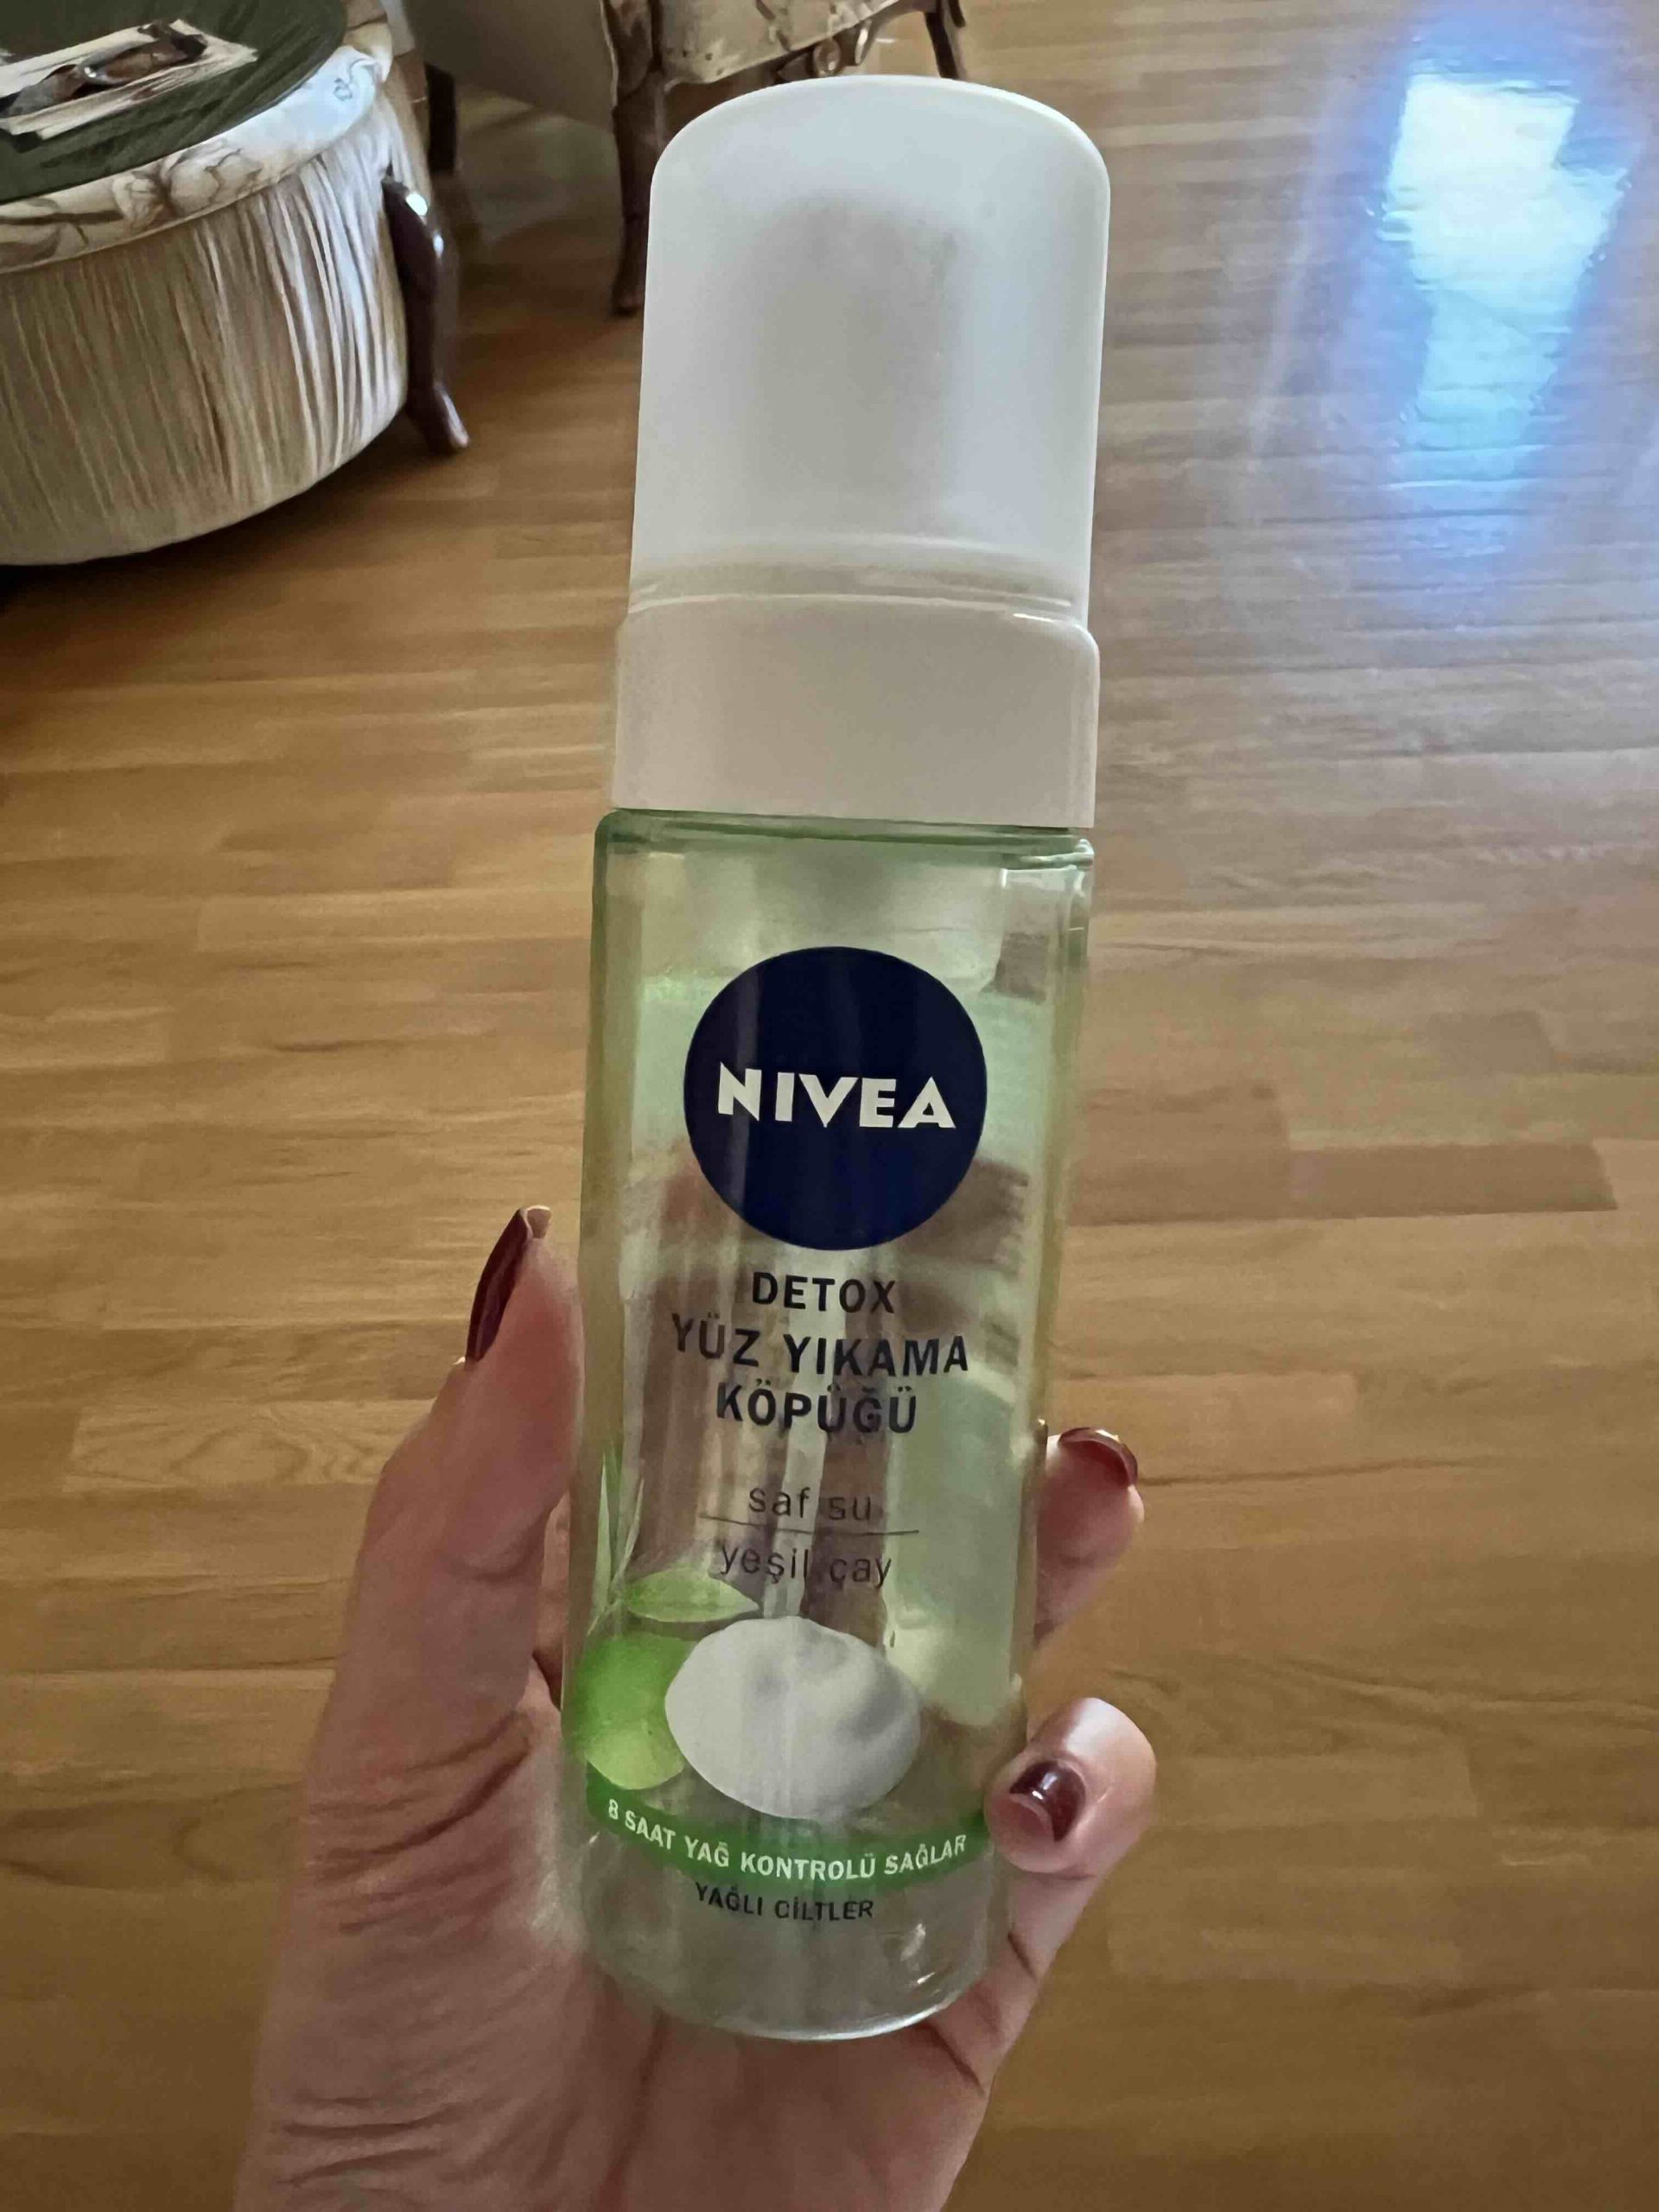 NIVEA
DETOX
YÜZ YIKAMA
KÖPÜĞÜ
saf su
yeşil çay
8 SAAT YAĞ KONTROLÜ SAĞLAR
YAĞLI CİLTLER